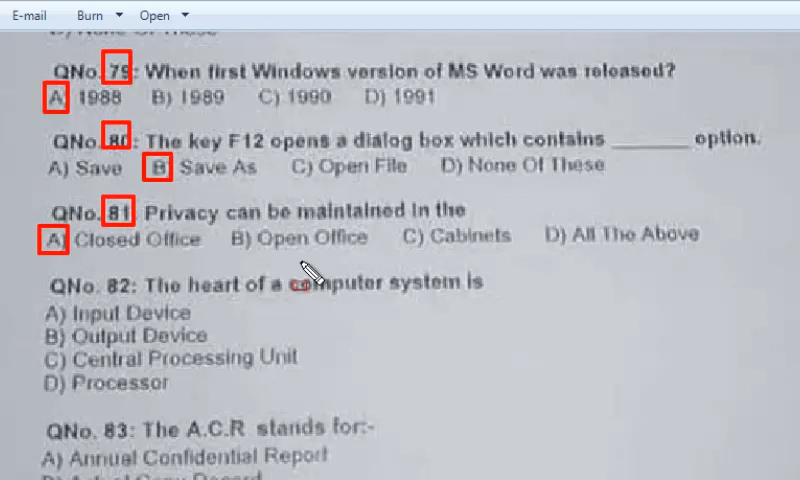 E-mail Burn Open
D) None Of These
QNo. 79: When first Windows version of MS Word was released?
A) 1988 B) 1989 C) 1990 D) 1991
QNo. 80: The key F12 opens a dialog box which contains ________ option.
A) Save B) Save As C) Open File D) None Of These
QNo. 81 Privacy can be maintained In the
A) Closed Office B) Open Office C) Cabinets D) All The Above
QNo. 82: The heart of a computer system is
A) Input Device
B) Output Device
C) Central Processing Unit
D) Processor
QNo. 83: The A.C.R stands for:-
A) Annual Confidential Report